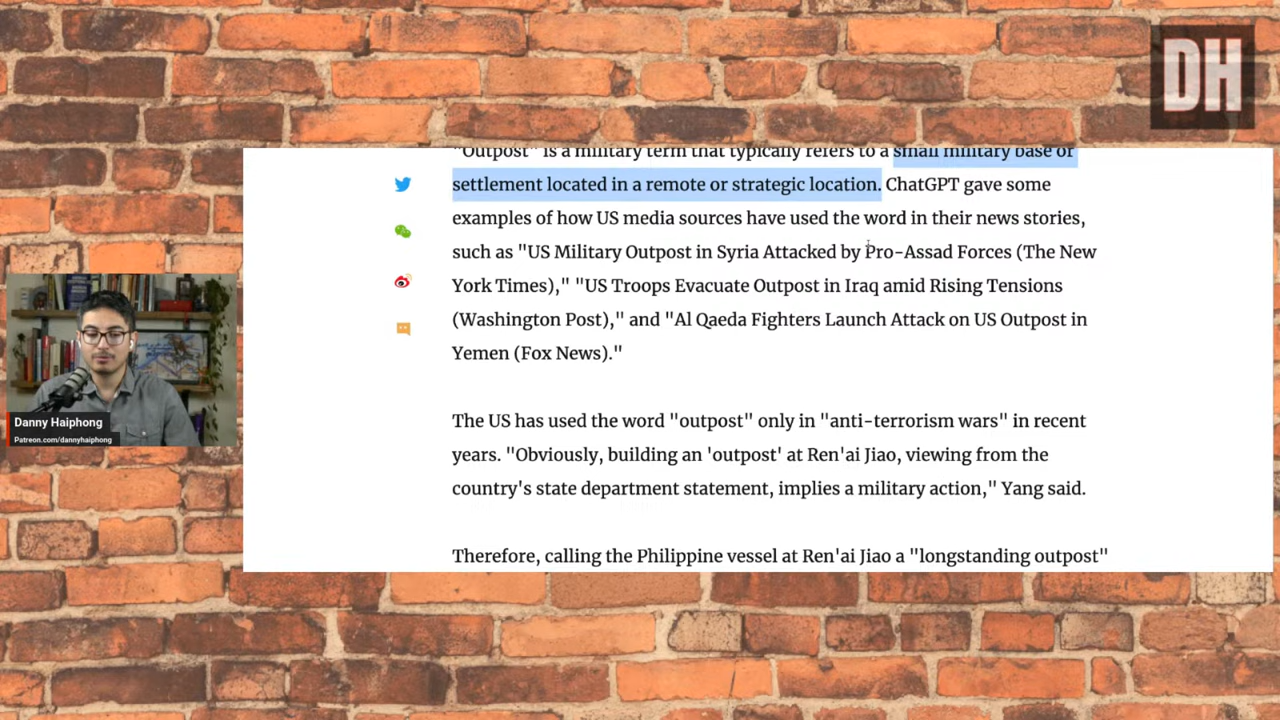 DH
"Outpost" is a military term that typically refers to a small military base or
settlement located in a remote or strategic location. ChatGPT gave some
examples of how US media sources have used the word in their news stories,
such as "US Military Outpost in Syria Attacked by Pro-Assad Forces (The New
York Times)," "US Troops Evacuate Outpost in Iraq amid Rising Tensions
(Washington Post)," and "Al Qaeda Fighters Launch Attack on US Outpost in
Yemen (Fox News)."
The US has used the word "outpost" only in "anti-terrorism wars" in recent
years. "Obviously, building an 'outpost' at Ren'ai Jiao, viewing from the
country's state department statement, implies a military action," Yang said.
Therefore, calling the Philippine vessel at Ren'ai Jiao a "longstanding outpost"
Danny Haiphong
Patreon.com/dannyhaiphong